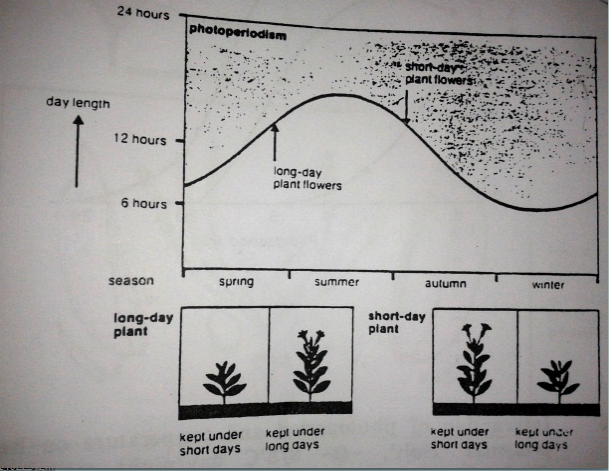 24 hours
photoperiodism
short-day
plant flowers
day length
12 hours
long-day
plant flowers
6 hours
season
spring
summer
autumn
winter
long-day
plant
short-day
plant
kept under
short days
kept under
long days
kept under
short days
kept under
long days